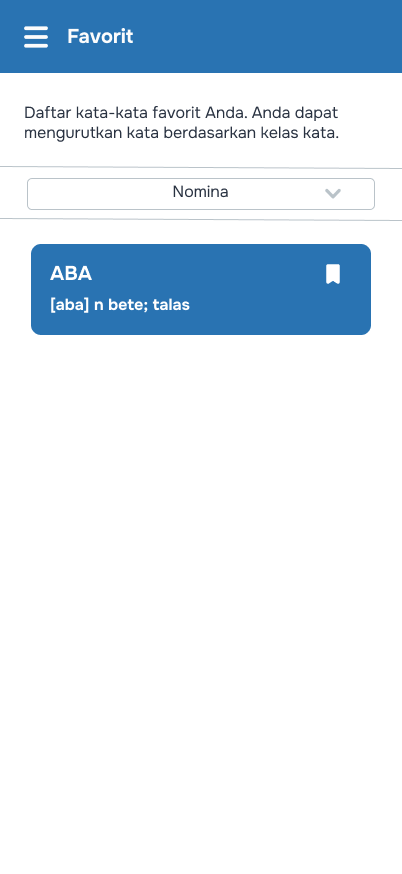 Favorit
Daftar kata-kata favorit Anda. Anda dapat
mengurutkan kata berdasarkan kelas kata.
Nomina
ABA
[aba] n bete; talas